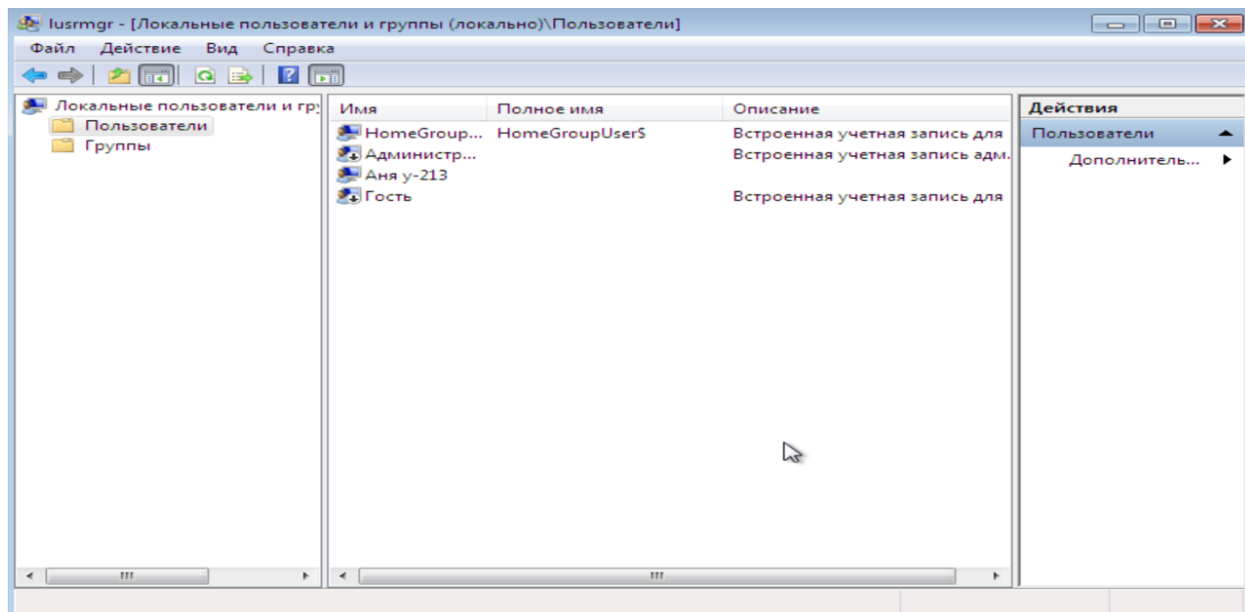 lusrmgr - [Локальные пользователи и группы (локально)\Пользователи]
Файл Действие Вид Справка
Локальные пользователи и гр
Пользователи
Группы
Имя Полное имя Описание
HomeGroup... HomeGroupUser$ Встроенная учетная запись для
Администр... Встроенная учетная запись адм.
Аня у-213
Гость Встроенная учетная запись для
Действия
Пользователи
Дополнитель...